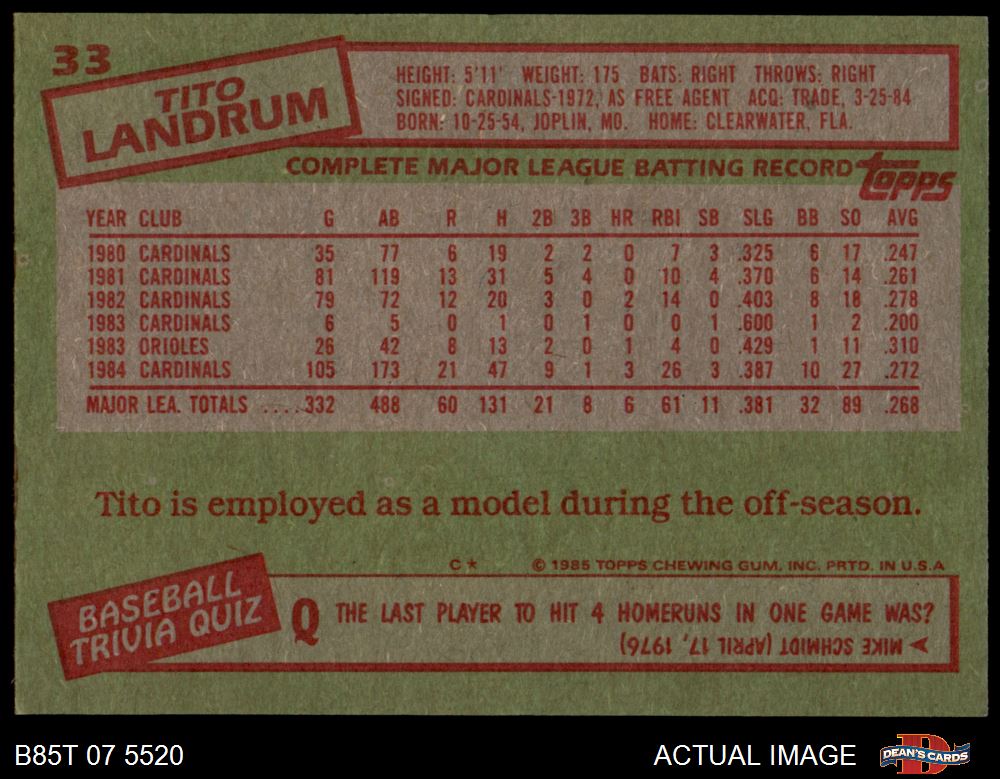 33
TITO
LANDRUM
HEIGHT: 5'11' WEIGHT: 175 BATS: RIGHT THROWS: RIGHT
SIGNED: CARDINALS-1972, AS FREE AGENT ACQ: TRADE, 3-25-84
BORN: 10-25-54, JOPLIN, MO. HOME: CLEARWATER, FLA.
COMPLETE MAJOR LEAGUE BATTING RECORD topps
YEAR CLUB G AB R H 2B 3B HR RBI SB SLG BB SO AVG
1980 CARDINALS 35 77 6 19 2 2 0 7 3 .325 6 17 .247
1981 CARDINALS 81 119 13 31 5 4 0 10 4 .370 6 14 .261
1982 CARDINALS 79 72 12 20 3 0 2 14 0 .403 8 18 .278
1983 CARDINALS 6 5 0 1 0 1 0 0 1 .600 1 2 .200
1983 ORIOLES 26 42 8 13 2 0 1 4 0 .429 1 11 .310
1984 CARDINALS 105 173 21 47 9 1 3 26 3 .387 10 27 .272
MAJOR LEA. TOTALS ....332 488 60 131 21 8 6 61 11 .381 32 89 .268
Tito is employed as a model during the off-season.
C* © 1985 TOPPS CHEWING GUM, INC. PRTD. IN U.S.A
BASEBALL
TRIVIA QUIZ
Q THE LAST PLAYER TO HIT 4 HOMERUNS IN ONE GAME WAS?
➤ MIKE SCHMIDT (APRIL 17, 1976)
B85T 07 5520 ACTUAL IMAGE DEAN'S CARDS